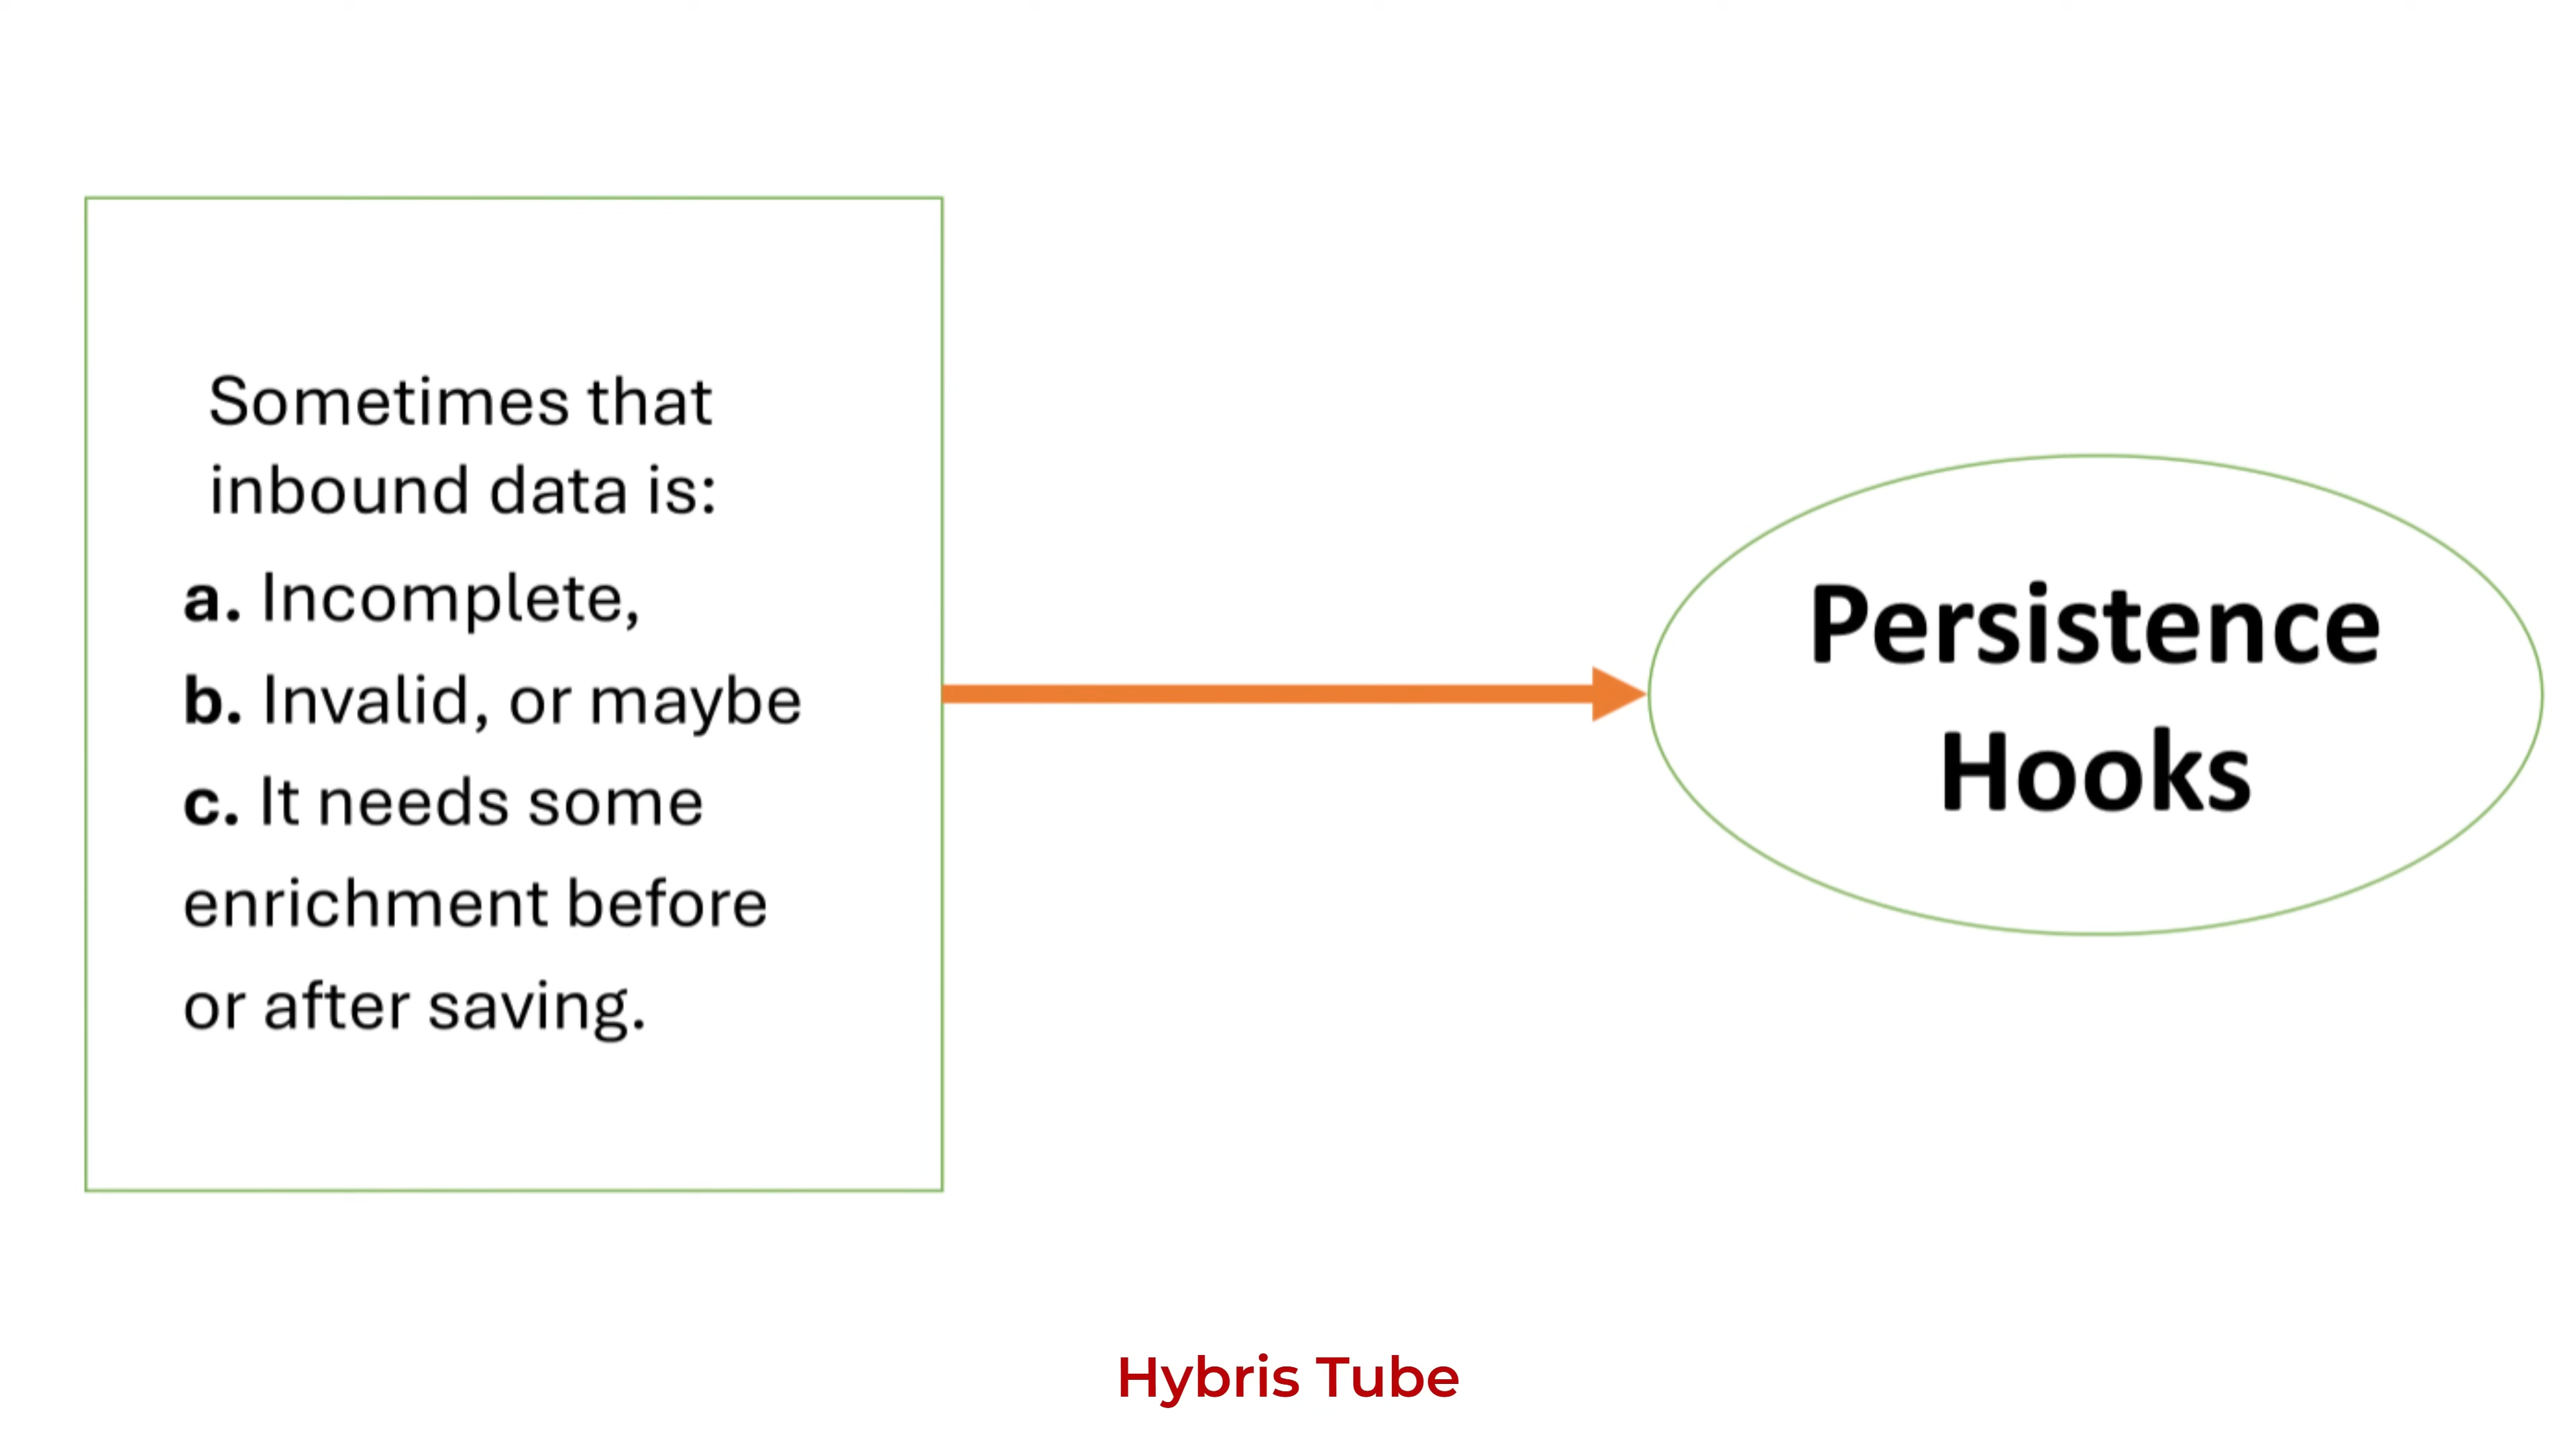 Sometimes that
inbound data is:
a. Incomplete,
b. Invalid, or maybe
c. It needs some
enrichment before
or after saving.
Persistence
Hooks
Hybris Tube